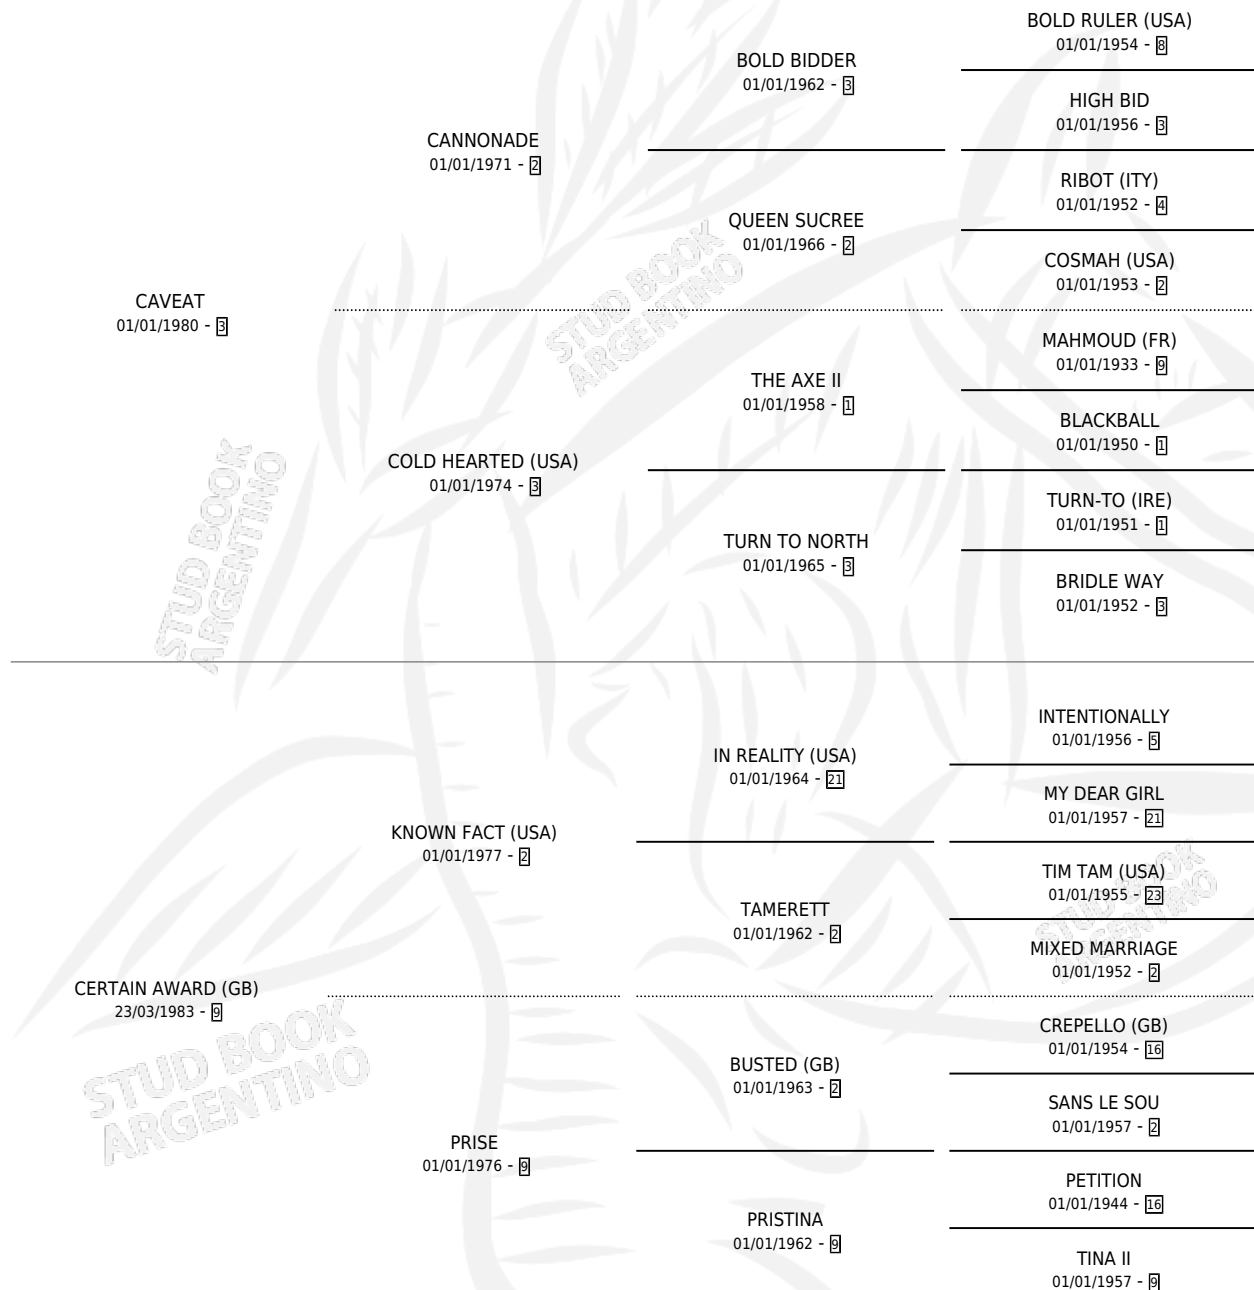 BOLD RULER (USA)
01/01/1954 - 8
BOLD BIDDER
01/01/1962 - 3
HIGH BID
01/01/1956 - 3
CANNONADE
01/01/1971 - 2
RIBOT (ITY)
01/01/1952 - 4
QUEEN SUCREE
01/01/1966 - 2
COSMAH (USA)
01/01/1953 - 2
CAVEAT
01/01/1980 - 3
MAHMOUD (FR)
01/01/1933 - 9
THE AXE II
01/01/1958 - 1
BLACKBALL
01/01/1950 - 1
COLD HEARTED (USA)
01/01/1974 - 3
TURN-TO (IRE)
01/01/1951 - 1
TURN TO NORTH
01/01/1965 - 3
BRIDLE WAY
01/01/1952 - 3
INTENTIONALLY
01/01/1956 - 5
IN REALITY (USA)
01/01/1964 - 21
MY DEAR GIRL
01/01/1957 - 21
KNOWN FACT (USA)
01/01/1977 - 2
TIM TAM (USA)
01/01/1955 - 23
TAMERETT
01/01/1962 - 2
MIXED MARRIAGE
01/01/1952 - 2
CERTAIN AWARD (GB)
23/03/1983 - 9
CREPELLO (GB)
01/01/1954 - 16
BUSTED (GB)
01/01/1963 - 2
SANS LE SOU
01/01/1957 - 2
PRISE
01/01/1976 - 9
PETITION
01/01/1944 - 16
PRISTINA
01/01/1962 - 9
TINA II
01/01/1957 - 9
STUD BOOK
ARGENTINO
STUD BOOK
ARGENTINO
STUD BOOK
ARGENTINO
STUD BOOK
ARGENTINO